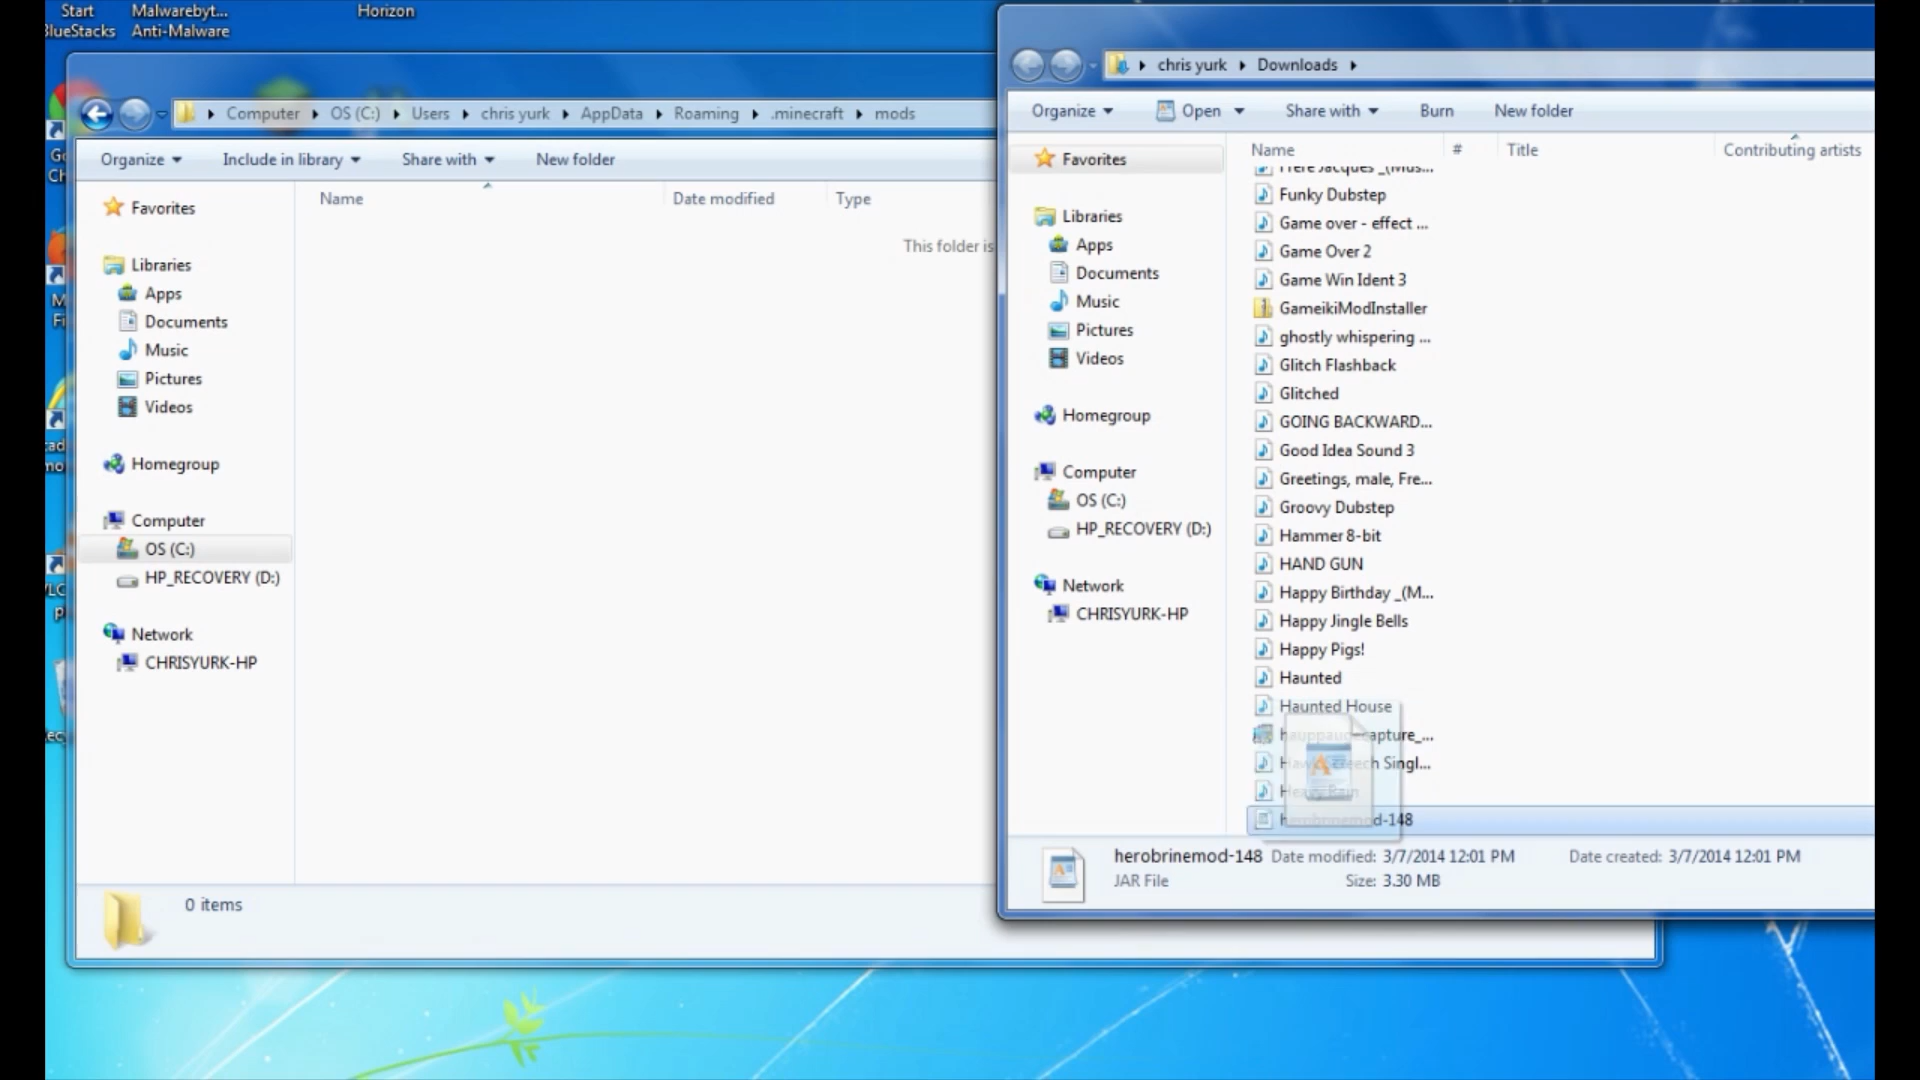 Start
BlueStacks
Malwarebyt...
Anti-Malware
Horizon
Computer OS (C:) Users chris yurk AppData Roaming .minecraft mods
Organize Include in library Share with New folder
Name Date modified Type
This folder is
Favorites
Libraries
Apps
Documents
Music
Pictures
Videos
Homegroup
Computer
OS (C:)
HP_RECOVERY (D:)
Network
CHRISYURK-HP
0 items
chris yurk Downloads
Organize Open Share with Burn New folder
Name # Title Contributing artists
Favorites
Libraries
Apps
Documents
Music
Pictures
Videos
Homegroup
Computer
OS (C:)
HP_RECOVERY (D:)
Network
CHRISYURK-HP
Funky Dubstep
Game over - effect ...
Game Over 2
Game Win Ident 3
GameikiModInstaller
ghostly whispering ...
Glitch Flashback
Glitched
GOING BACKWARD...
Good Idea Sound 3
Greetings, male, Fre...
Groovy Dubstep
Hammer 8-bit
HAND GUN
Happy Birthday _(M...
Happy Jingle Bells
Happy Pigs!
Haunted
Haunted House
Heavy Rain
herobrinemod-148
herobrinemod-148 Date modified: 3/7/2014 12:01 PM Date created: 3/7/2014 12:01 PM
JAR File Size: 3.30 MB